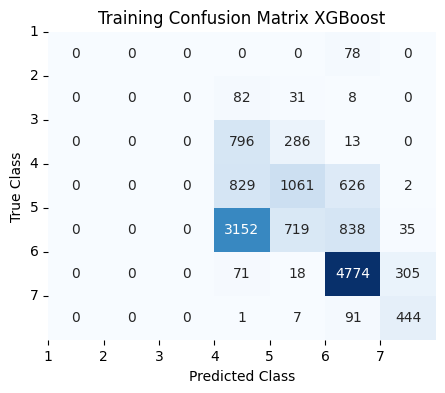 Training Confusion Matrix XGBoost
1
0 0 0 0 0 78 0
2
0 0 0 82 31 8 0
3
0 0 0 796 286 13 0
4
0 0 0 829 1061 626 2
5
0 0 0 3152 719 838 35
6
0 0 0 71 18 4774 305
7
0 0 0 1 7 91 444
1 2 3 4 5 6 7
True Class
Predicted Class